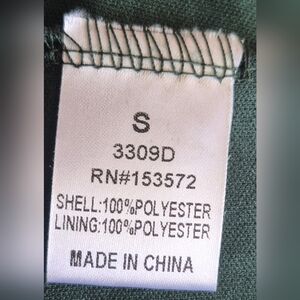 S
3309D
RN#153572
SHELL:100%POLYESTER
LINING:100%POLYESTER
MADE IN CHINA